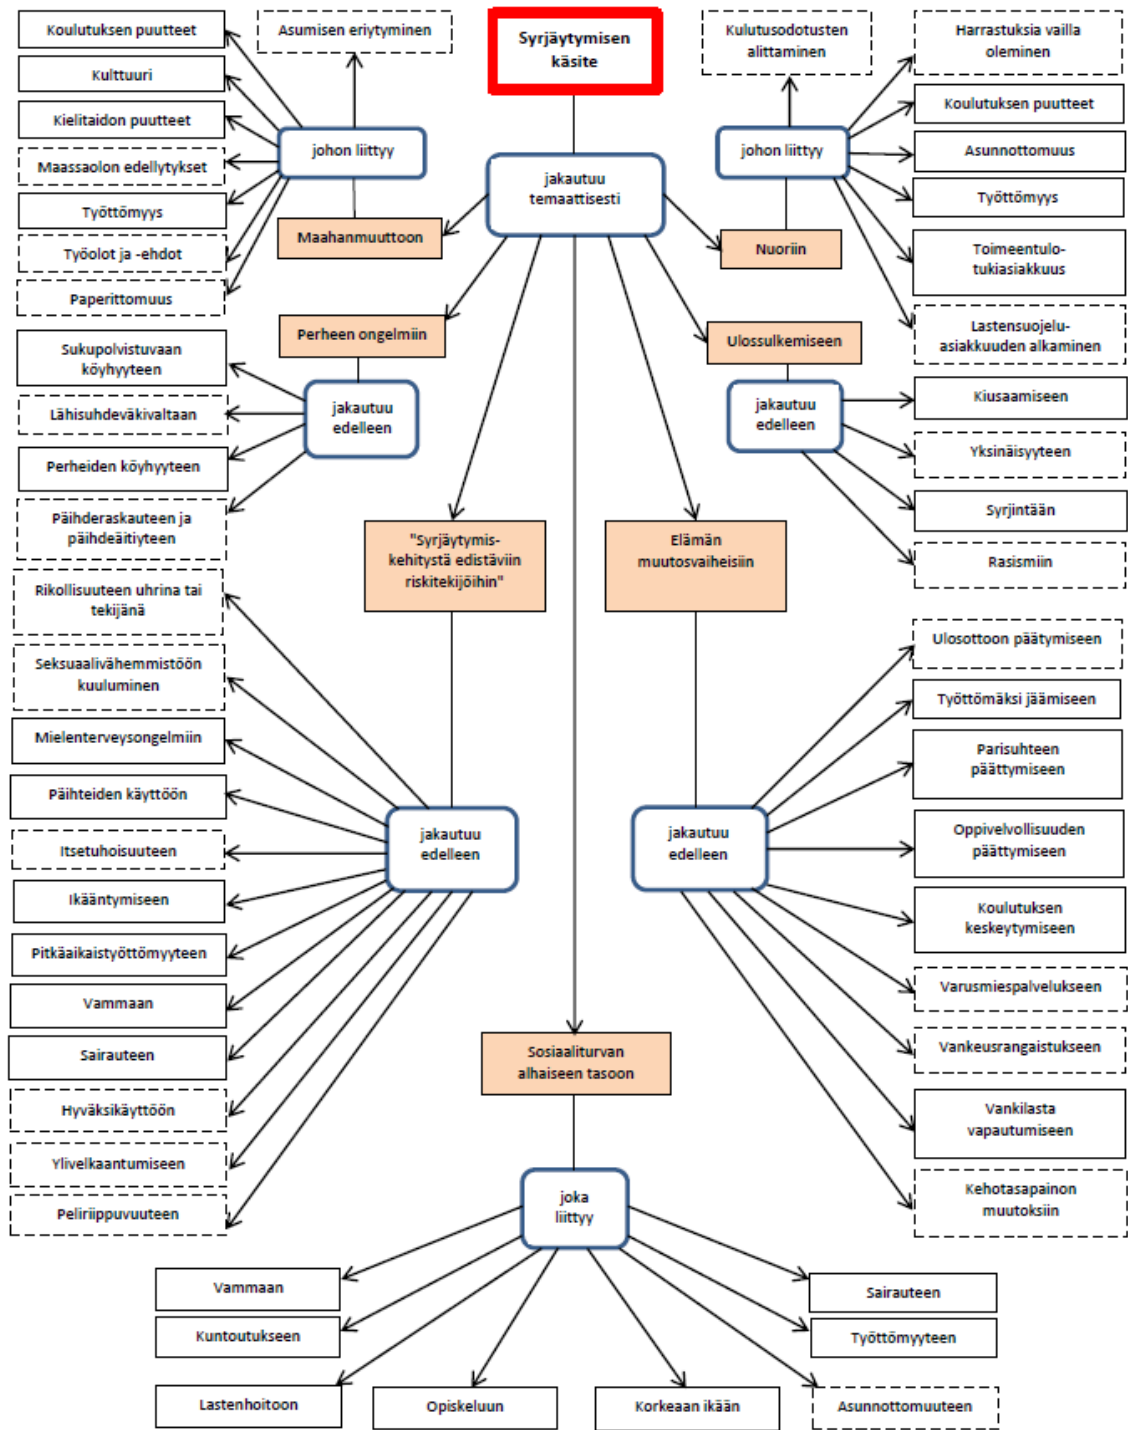 Syrjäytymisen
käsite
jakautuu
temaattisesti
Koulutuksen puutteet
Asumisen eriytyminen
Kulttuuri
Kielitaidon puutteet
Maassaolon edellytykset
Työttömyys
Työolot ja -ehdot
Paperittomuus
johon liittyy
Maahanmuuttoon
Kulutusodotusten
alittaminen
Harrastuksia vailla
oleminen
Koulutuksen puutteet
Asunnottomuus
Työttömyys
Toimeentulo-
tukiasiakkuus
Lastensuojelu-
asiakkuuden alkaminen
johon liittyy
Nuoriin
Perheen ongelmiin
jakautuu
edelleen
Sukupolvistuvaan
köyhyyteen
Lähisuhdeväkivaltaan
Perheiden köyhyyteen
Päihderaskauteen ja
päihdeäitiyteen
Ulossulkemiseen
jakautuu
edelleen
Kiusaamiseen
Yksinäisyyteen
Syrjintään
Rasismiin
"Syrjäytymis-
kehitystä edistäviin
riskitekijöihin"
jakautuu
edelleen
Rikollisuuteen uhrina tai
tekijänä
Seksuaalivähemmistöön
kuuluminen
Mielenterveysongelmiin
Päihteiden käyttöön
Itsetuhoisuuteen
Ikääntymiseen
Pitkäaikaistyöttömyyteen
Vammaan
Sairauteen
Hyväksikäyttöön
Ylivelkaantumiseen
Peliriippuvuuteen
Elämän
muutosvaiheisiin
jakautuu
edelleen
Ulosottoon päätymiseen
Työttömäksi jäämiseen
Parisuhteen
päättymiseen
Oppivelvollisuuden
päättymiseen
Koulutuksen
keskeytymiseen
Varusmiespalvelukseen
Vankeusrangaistukseen
Vankilasta
vapautumiseen
Kehotasapainon
muutoksiin
Sosiaaliturvan
alhaiseen tasoon
joka
liittyy
Vammaan
Kuntoutukseen
Lastenhoitoon
Opiskeluun
Korkeaan ikään
Asunnottomuuteen
Työttömyyteen
Sairauteen